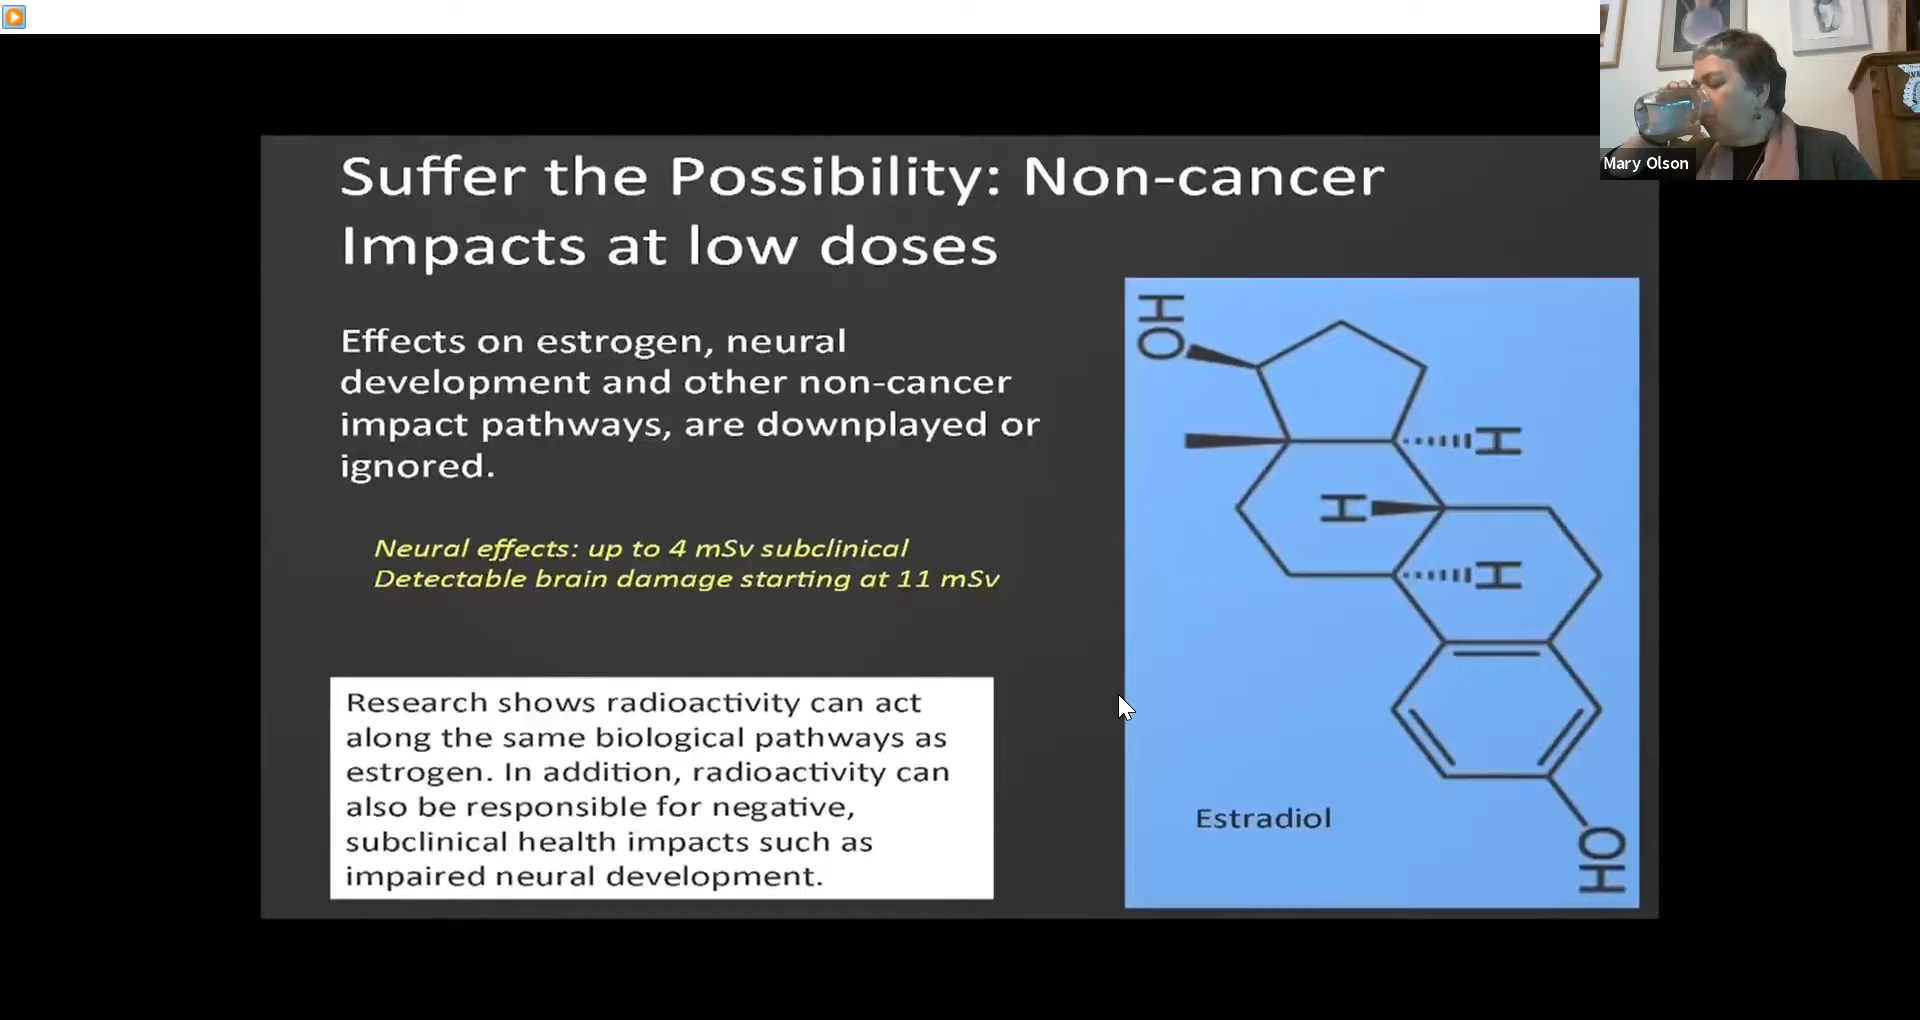 Mary Olson
Suffer the Possibility: Non-cancer
Impacts at low doses
Effects on estrogen, neural
development and other non-cancer
impact pathways, are downplayed or
ignored.
Neural effects: up to 4 mSv subclinical
Detectable brain damage starting at 11 mSv
Research shows radioactivity can act
along the same biological pathways as
estrogen. In addition, radioactivity can
also be responsible for negative,
subclinical health impacts such as
impaired neural development.
OH
H
H
H
Estradiol
HO